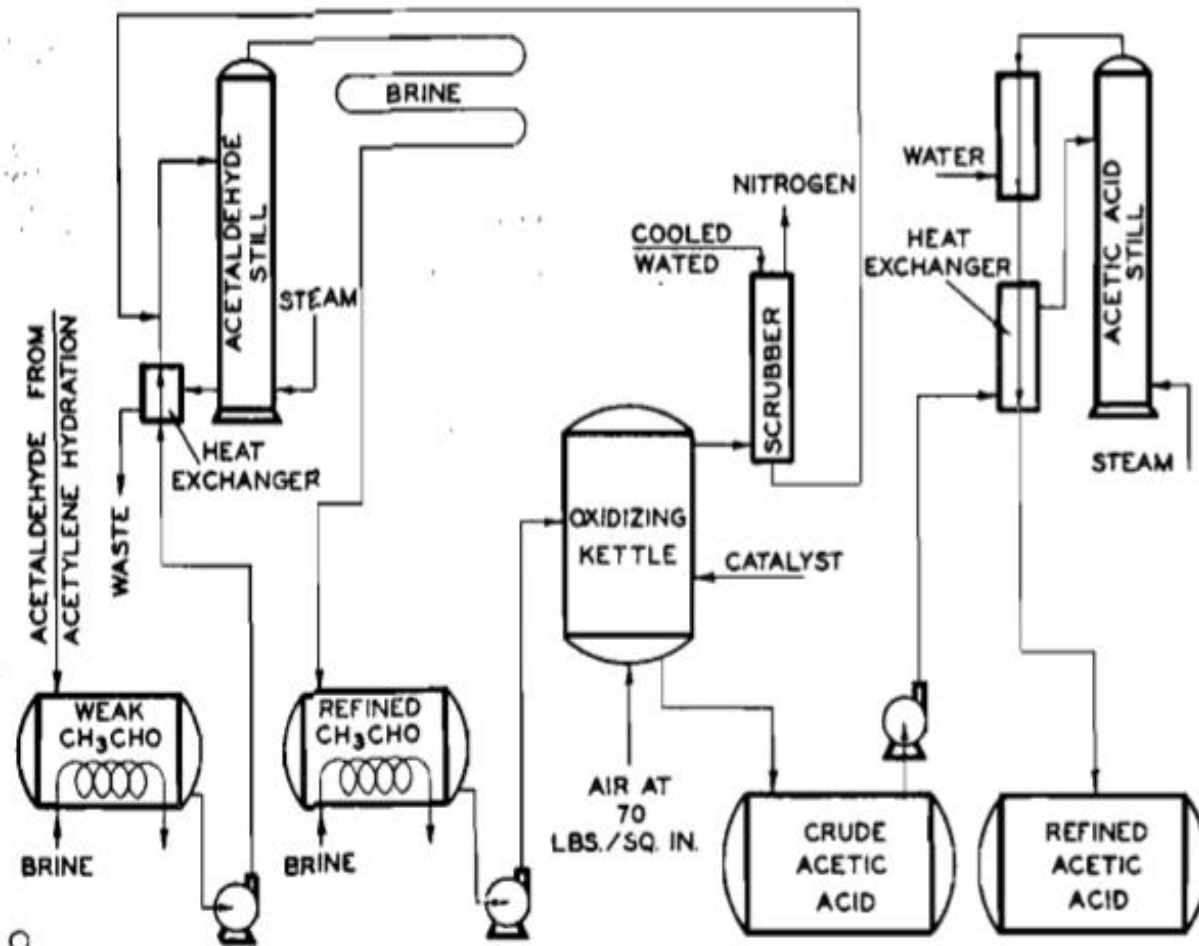 BRINE
ACETALDEHYDE
STILL
STEAM
HEAT
EXCHANGER
WASTE
ACETALDEHYDE FROM
ACETYLENE HYDRATION
WEAK
CH₃CHO
BRINE
REFINED
CH₃CHO
BRINE
NITROGEN
COOLED
WATED
SCRUBBER
OXIDIZING
KETTLE
CATALYST
AIR AT
70
LBS./SQ. IN.
WATER
HEAT
EXCHANGER
ACETIC ACID
STILL
STEAM
CRUDE
ACETIC
ACID
REFINED
ACETIC
ACID